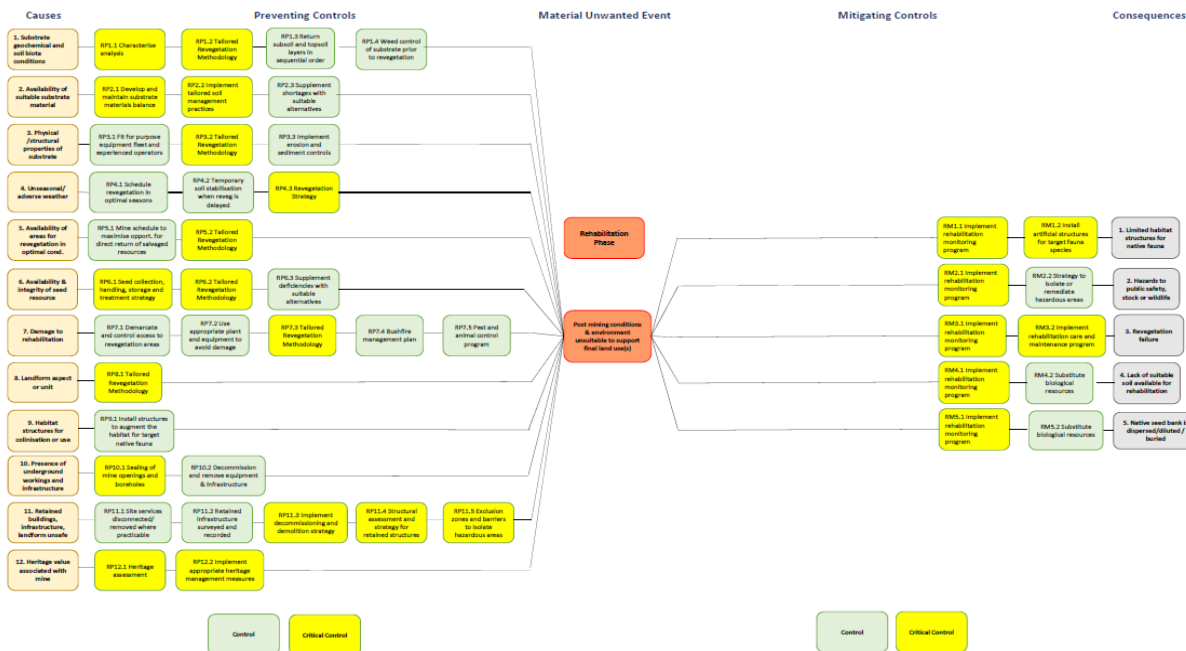 Causes
Preventing Controls
Material Unwanted Event
Mitigating Controls
Consequences
1. Substrate
geochemical and
soil biota
conditions
RP1.1 Characterise
analysis
RP1.2 Tailored
Revegetation
Methodology
RP1.3 Return
subsoil and topsoil
layers in
sequential order
RP1.4 Weed control
of substrate prior
to revegetation
2. Availability of
suitable substrate
material
RP2.1 Develop and
maintain substrate
materials balance
RP2.2 Implement
tailored soil
management
practices
RP2.3 Supplement
shortages with
suitable
alternatives
3. Physical
/structural
properties of
substrate
RP3.1 Fit for purpose
equipment fleet and
experienced operators
RP3.2 Tailored
Revegetation
Methodology
RP3.3 Implement
erosion and
sediment controls
4. Unseasonal/
adverse weather
RP4.1 Schedule
revegetation in
optimal seasons
RP4.2 Temporary
soil stabilisation
when reveg.is
delayed
RP4.3 Revegetation
Strategy
5. Availability of
areas for
revegetation in
optimal cond.
RP5.1 Mine schedule to
maximise opport. for
direct return of salvaged
resources
RP5.2 Tailored
Revegetation
Methodology
6. Availability &
integrity of seed
resource
RP6.1 Seed collection,
handling, storage and
treatment strategy
RP6.2 Tailored
Revegetation
Methodology
RP6.3 Supplement
deficiencies with
suitable
alternatives
7. Damage to
rehabilitation
RP7.1 Demarcate
and control access to
revegetation areas
RP7.2 Use
appropriate plant
and equipment to
avoid damage
RP7.3 Tailored
Revegetation
Methodology
RP7.4 Bushfire
management plan
RP7.5 Pest and
animal control
program
8. Landform aspect
or unit
RP8.1 Tailored
Revegetation
Methodology
9. Habitat
structures for
colinisation or use
RP9.1 Install structures
to augment the
habitat for target
native fauna
10. Presence of
underground
workings and
infrastructure
RP10.1 Sealing of
mine openings and
boreholes
RP10.2 Decommission
and remove equipment
& infrastructure
11. Retained
buildings,
infrastructure,
landform unsafe
RP11.1 Site services
disconnected/
removed where
practicable
RP11.2 Retained
infrastructure
surveyed and
recorded
RP11.3 Implement
decommissioning and
demolition strategy
RP11.4 Structural
assessment and
strategy for
retained structures
RP11.5 Exclusion
zones and barriers
to isolate
hazardous areas
12. Heritage value
associated with
mine
RP12.1 Heritage
assessment
RP12.2 Implement
appropriate heritage
management measures
Rehabilitation
Phase
Post mining conditions
& environment
unsuitable to support
final land use(s)
RM1.1 Implement
rehabilitation
monitoring
program
RM1.2 Install
artificial structures
for target fauna
species
1. Limited habitat
structures for
native fauna
RM2.1 Implement
rehabilitation
monitoring
program
RM2.2 Strategy to
isolate or
remediate
hazardous areas
2. Hazards to
public safety,
stock or wildlife
RM3.1 Implement
rehabilitation
monitoring
program
RM3.2 Implement
rehabilitation care and
maintenance program
3. Revegetation
failure
RM4.1 Implement
rehabilitation
monitoring
program
RM4.2 Substitute
biological
resources
4. Lack of suitable
soil available for
rehabilitation
RM5.1 Implement
rehabilitation
monitoring
program
RM5.2 Substitute
biological resources
5. Native seed bank is
dispersed/diluted/
buried
Control
Critical Control
Control
Critical Control